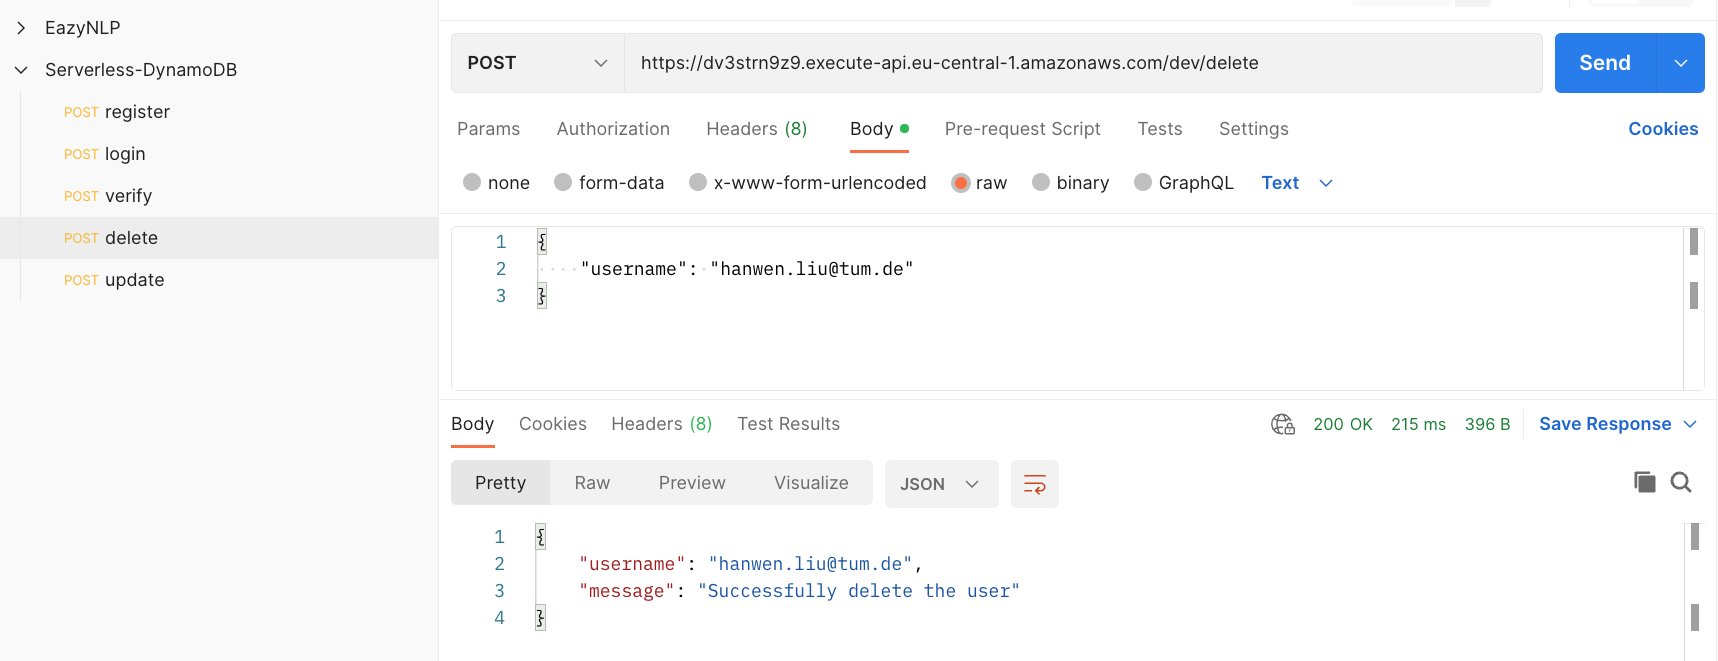 EazyNLP
Serverless-DynamoDB
POST register
POST login
POST verify
POST delete
POST update
POST https://dv3strn9z9.execute-api.eu-central-1.amazonaws.com/dev/delete Send
Params Authorization Headers (8) Body Pre-request Script Tests Settings Cookies
none form-data x-www-form-urlencoded raw binary GraphQL Text
1 {
2 "username": "hanwen.liu@tum.de"
3 }
Body Cookies Headers (8) Test Results 200 OK 215 ms 396 B Save Response
Pretty Raw Preview Visualize JSON
1 {
2 "username": "hanwen.liu@tum.de",
3 "message": "Successfully delete the user"
4 }